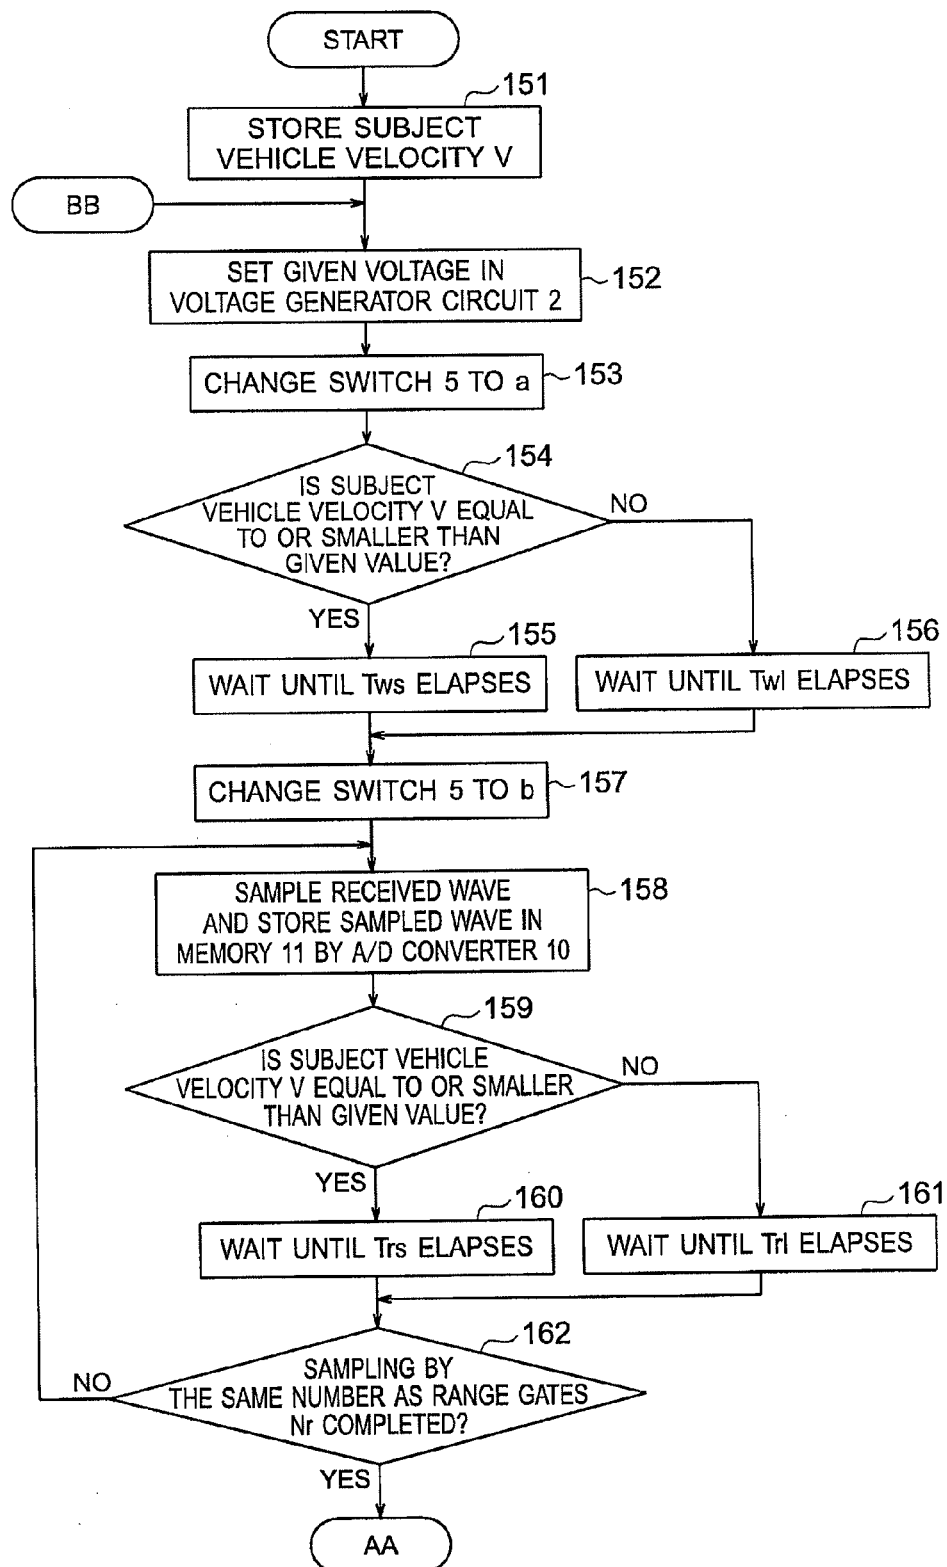 START
151
STORE SUBJECT
VEHICLE VELOCITY V
BB
SET GIVEN VOLTAGE IN
VOLTAGE GENERATOR CIRCUIT 2
152
CHANGE SWITCH 5 TO a
153
154
IS SUBJECT
VEHICLE VELOCITY V EQUAL
TO OR SMALLER THAN
GIVEN VALUE?
NO
YES
155
WAIT UNTIL Tws ELAPSES
156
WAIT UNTIL Twl ELAPSES
CHANGE SWITCH 5 TO b
157
SAMPLE RECEIVED WAVE
AND STORE SAMPLED WAVE IN
MEMORY 11 BY A/D CONVERTER 10
158
159
IS SUBJECT VEHICLE
VELOCITY V EQUAL TO OR SMALLER
THAN GIVEN VALUE?
NO
YES
160
WAIT UNTIL Trs ELAPSES
161
WAIT UNTIL Trl ELAPSES
162
SAMPLING BY
THE SAME NUMBER AS RANGE GATES
Nr COMPLETED?
NO
YES
AA